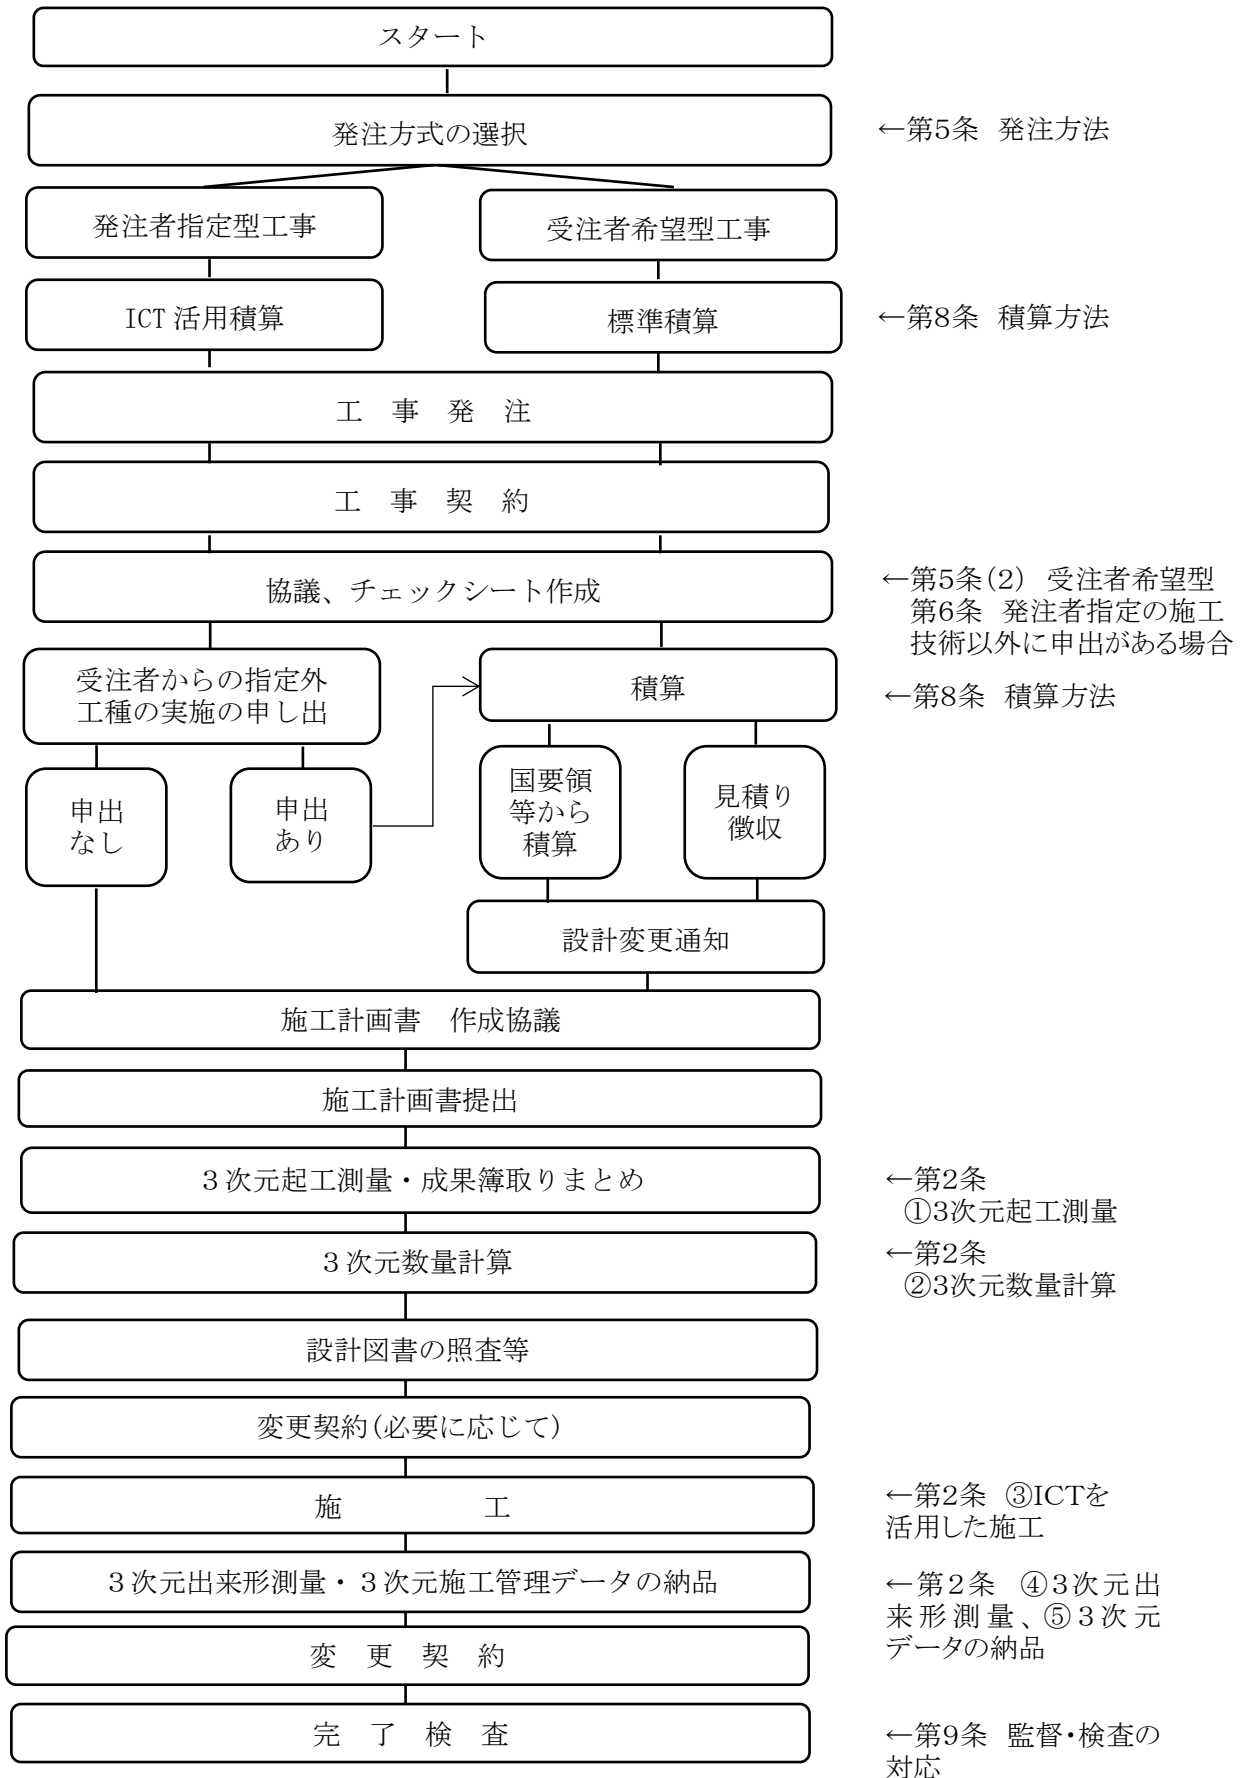 スタート
発注方式の選択
←第5条 発注方法
発注者指定型工事
受注者希望型工事
ICT 活用積算
標準積算
←第8条 積算方法
工 事 発 注
工 事 契 約
協議、チェックシート作成
←第5条(2) 受注者希望型
第6条 発注者指定の施工
技術以外に申出がある場合
受注者からの指定外
工種の実施の申し出
積算
←第8条 積算方法
申出
なし
申出
あり
国要領
等から
積算
見積り
徴収
設計変更通知
施工計画書 作成協議
施工計画書提出
3次元起工測量・成果簿取りまとめ
←第2条
①3次元起工測量
3次元数量計算
←第2条
②3次元数量計算
設計図書の照査等
変更契約(必要に応じて)
施 工
←第2条 ③ICTを
活用した施工
3次元出来形測量・3次元施工管理データの納品
←第2条 ④3次元出
来形測量、⑤3次元
データの納品
変 更 契 約
完 了 検 査
←第9条 監督・検査の
対応